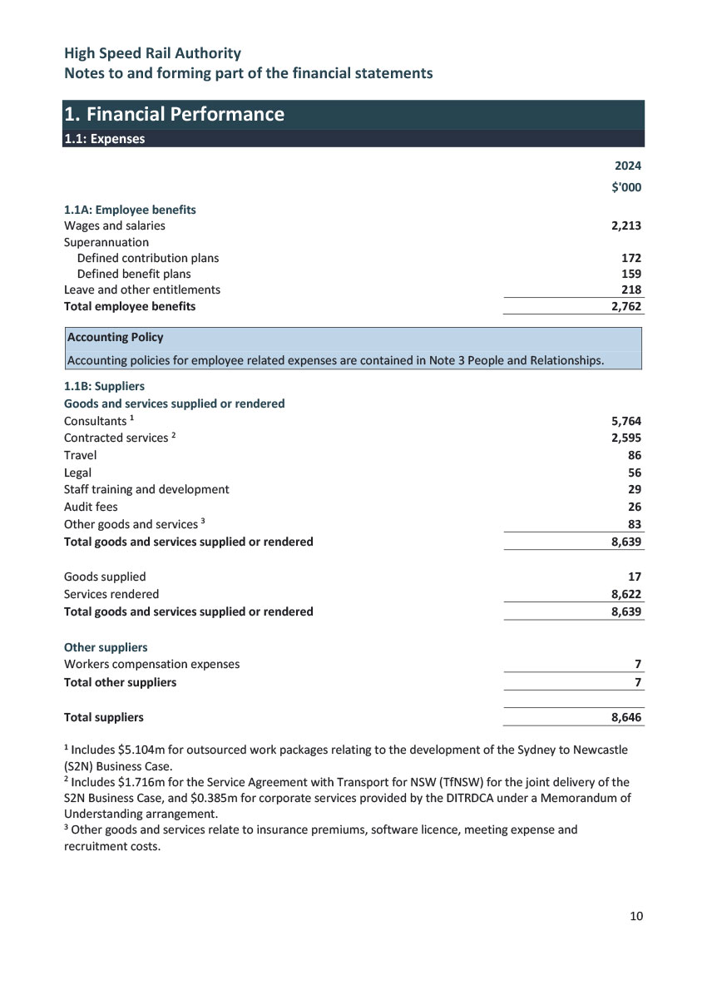 High Speed Rail Authority
Notes to and forming part of the financial statements
1. Financial Performance
1.1: Expenses
2024
$'000
1.1A: Employee benefits
Wages and salaries 2,213
Superannuation
Defined contribution plans 172
Defined benefit plans 159
Leave and other entitlements 218
Total employee benefits 2,762
Accounting Policy
Accounting policies for employee related expenses are contained in Note 3 People and Relationships.
1.1B: Suppliers
Goods and services supplied or rendered
Consultants ¹ 5,764
Contracted services ² 2,595
Travel 86
Legal 56
Staff training and development 29
Audit fees 26
Other goods and services ³ 83
Total goods and services supplied or rendered 8,639
Goods supplied 17
Services rendered 8,622
Total goods and services supplied or rendered 8,639
Other suppliers
Workers compensation expenses 7
Total other suppliers 7
Total suppliers 8,646
¹ Includes $5.104m for outsourced work packages relating to the development of the Sydney to Newcastle
(S2N) Business Case.
² Includes $1.716m for the Service Agreement with Transport for NSW (TfNSW) for the joint delivery of the
S2N Business Case, and $0.385m for corporate services provided by the DITRDCA under a Memorandum of
Understanding arrangement.
³ Other goods and services relate to insurance premiums, software licence, meeting expense and
recruitment costs.
10